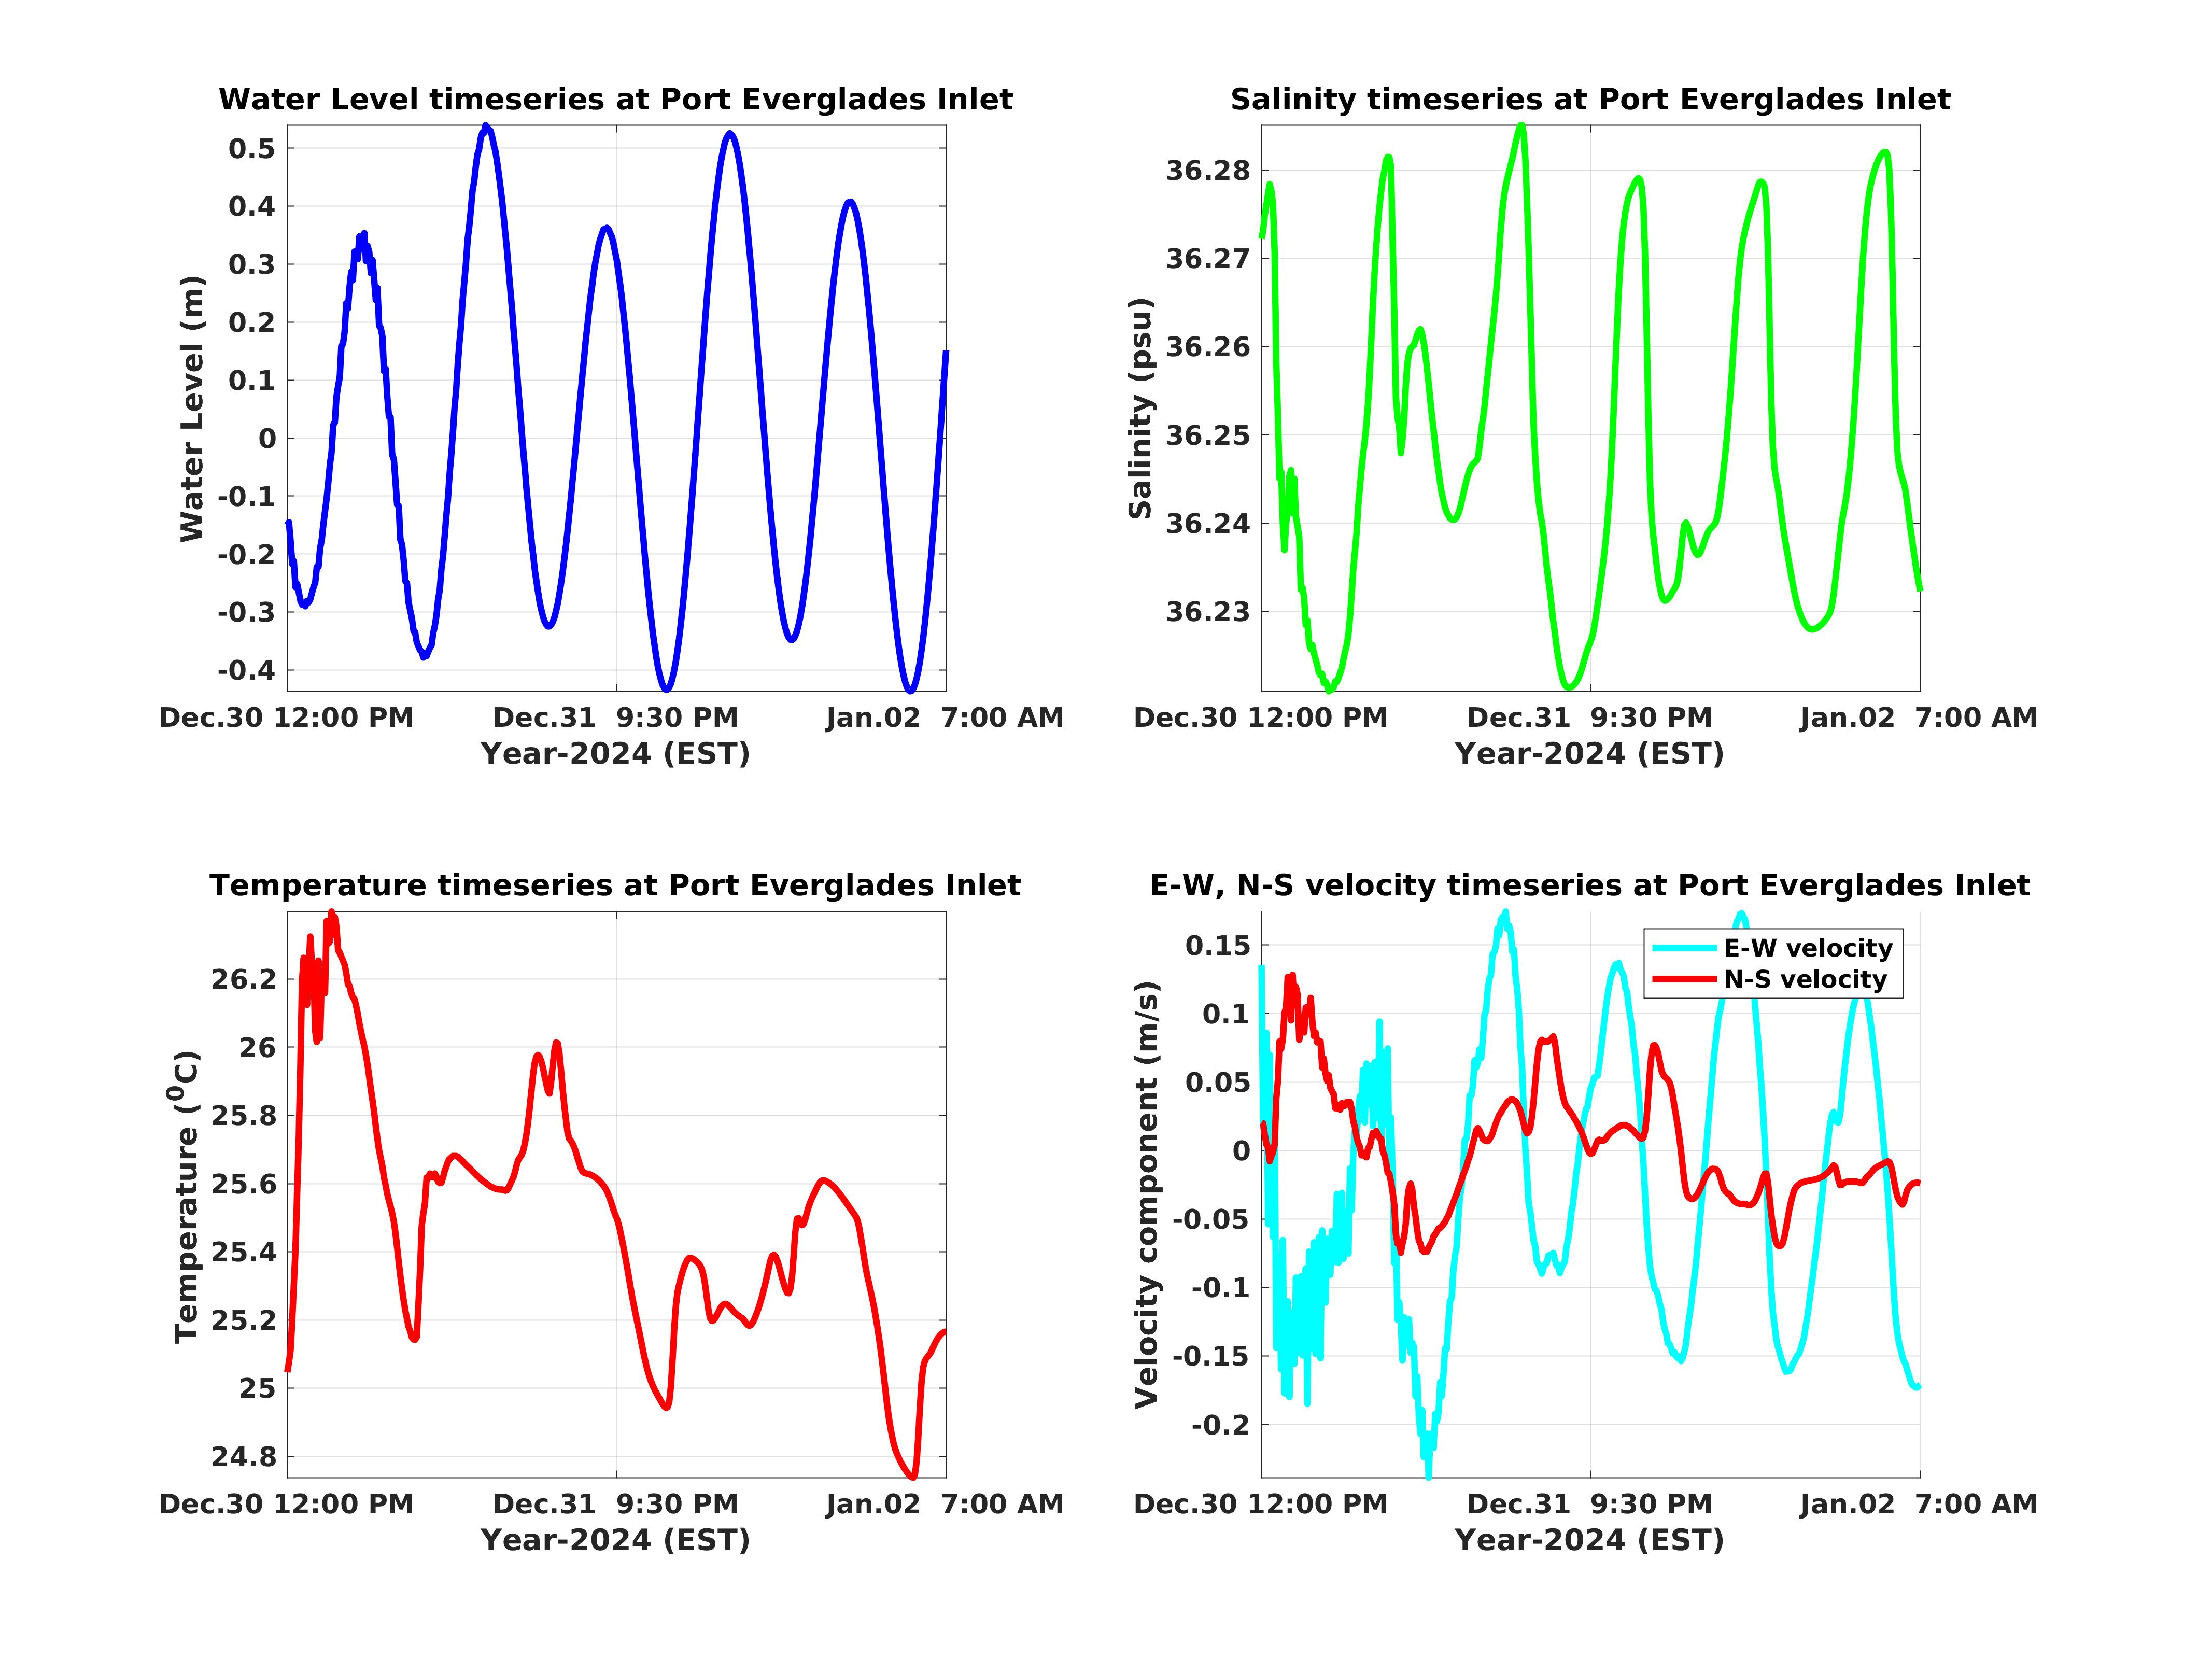 Water Level timeseries at Port Everglades Inlet
Water Level (m)
0.5
0.4
0.3
0.2
0.1
0
-0.1
-0.2
-0.3
-0.4
Dec.30 12:00 PM Dec.31 9:30 PM Jan.02 7:00 AM
Year-2024 (EST)
Salinity timeseries at Port Everglades Inlet
Salinity (psu)
36.28
36.27
36.26
36.25
36.24
36.23
Dec.30 12:00 PM Dec.31 9:30 PM Jan.02 7:00 AM
Year-2024 (EST)
Temperature timeseries at Port Everglades Inlet
Temperature (⁰C)
26.2
26
25.8
25.6
25.4
25.2
25
24.8
Dec.30 12:00 PM Dec.31 9:30 PM Jan.02 7:00 AM
Year-2024 (EST)
E-W, N-S velocity timeseries at Port Everglades Inlet
Velocity component (m/s)
0.15
0.1
0.05
0
-0.05
-0.1
-0.15
-0.2
E-W velocity
N-S velocity
Dec.30 12:00 PM Dec.31 9:30 PM Jan.02 7:00 AM
Year-2024 (EST)